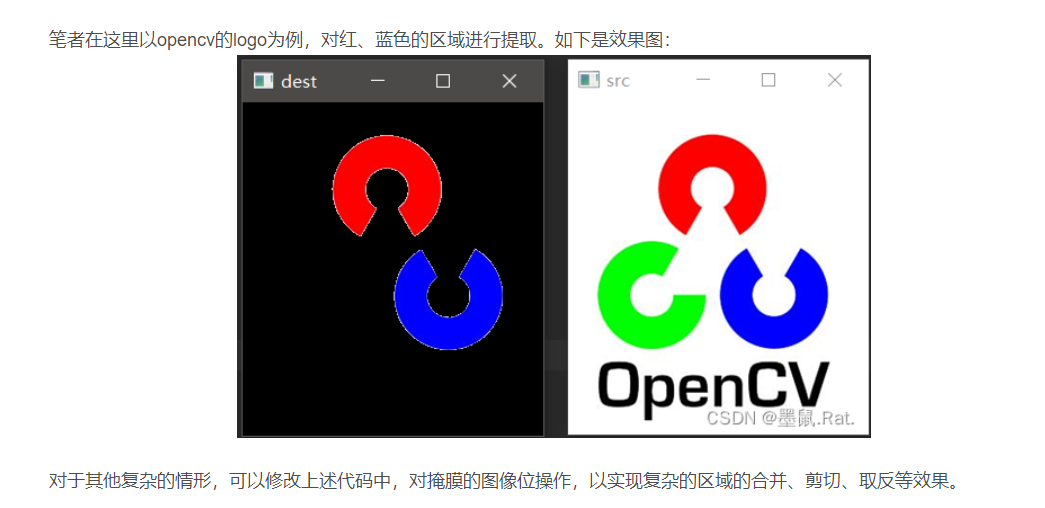 笔者在这里以opencv的logo为例，对红、蓝色的区域进行提取。如下是效果图：
dest
src
OpenCV
CSDN @墨鼠.Rat.
对于其他复杂的情形，可以修改上述代码中，对掩膜的图像位操作，以实现复杂的区域的合并、剪切、取反等效果。